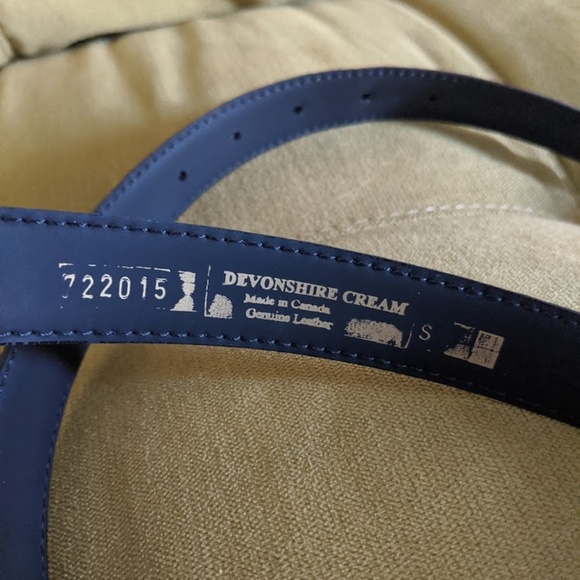 722015
DEVONSHIRE CREAM
Made in Canada
Genuine Leather
S